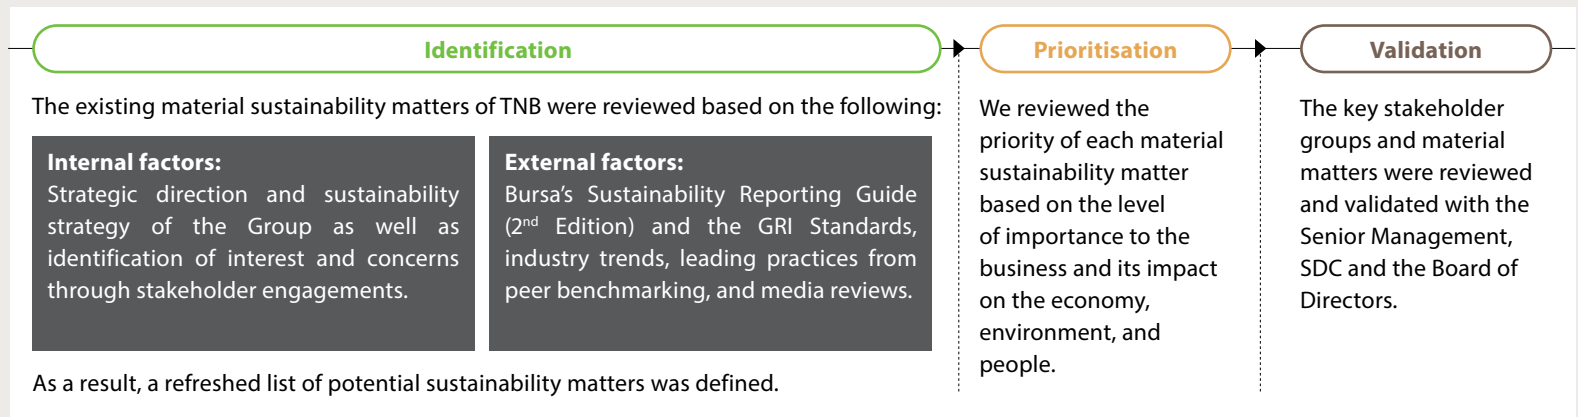 Identification
The existing material sustainability matters of TNB were reviewed based on the following:
Internal factors:
Strategic direction and sustainability
strategy of the Group as well as
identification of interest and concerns
through stakeholder engagements.
External factors:
Bursa’s Sustainability Reporting Guide
(2nd Edition) and the GRI Standards,
industry trends, leading practices from
peer benchmarking, and media reviews.
As a result, a refreshed list of potential sustainability matters was defined.
Prioritisation
We reviewed the
priority of each material
sustainability matter
based on the level
of importance to the
business and its impact
on the economy,
environment, and
people.
Validation
The key stakeholder
groups and material
matters were reviewed
and validated with the
Senior Management,
SDC and the Board of
Directors.